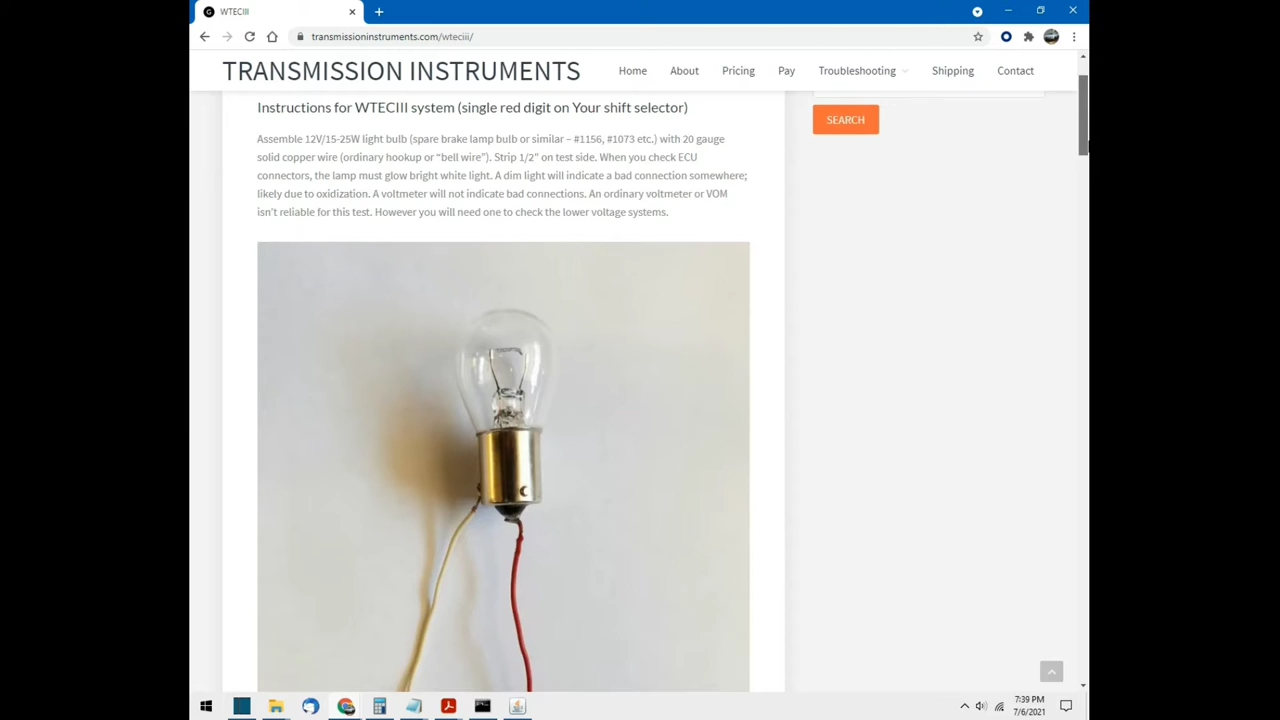 WTECIII
transmissioninstruments.com/wteciii/
TRANSMISSION INSTRUMENTS
Home About Pricing Pay Troubleshooting Shipping Contact
Instructions for WTECIII system (single red digit on Your shift selector)
Assemble 12V/15-25W light bulb (spare brake lamp bulb or similar – #1156, #1073 etc.) with 20 gauge
solid copper wire (ordinary hookup or “bell wire”). Strip 1/2” on test side. When you check ECU
connectors, the lamp must glow bright white light. A dim light will indicate a bad connection somewhere;
likely due to oxidization. A voltmeter will not indicate bad connections. An ordinary voltmeter or VOM
isn’t reliable for this test. However you will need one to check the lower voltage systems.
SEARCH
7:39 PM
7/6/2021